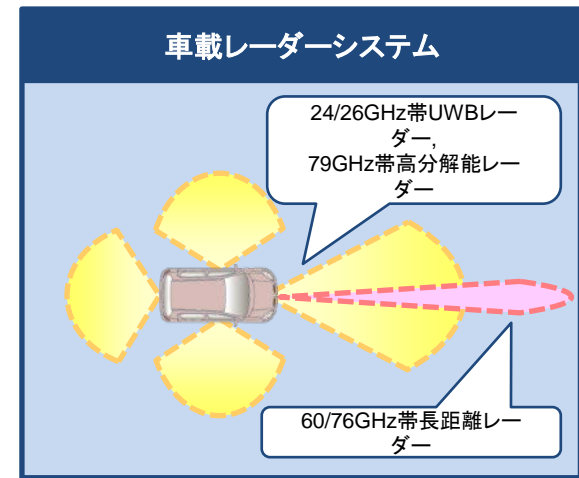 車載レーダーシステム
24/26GHz帯UWBレー
ダー,
79GHz帯高分解能レー
ダー
60/76GHz帯長距離レー
ダー